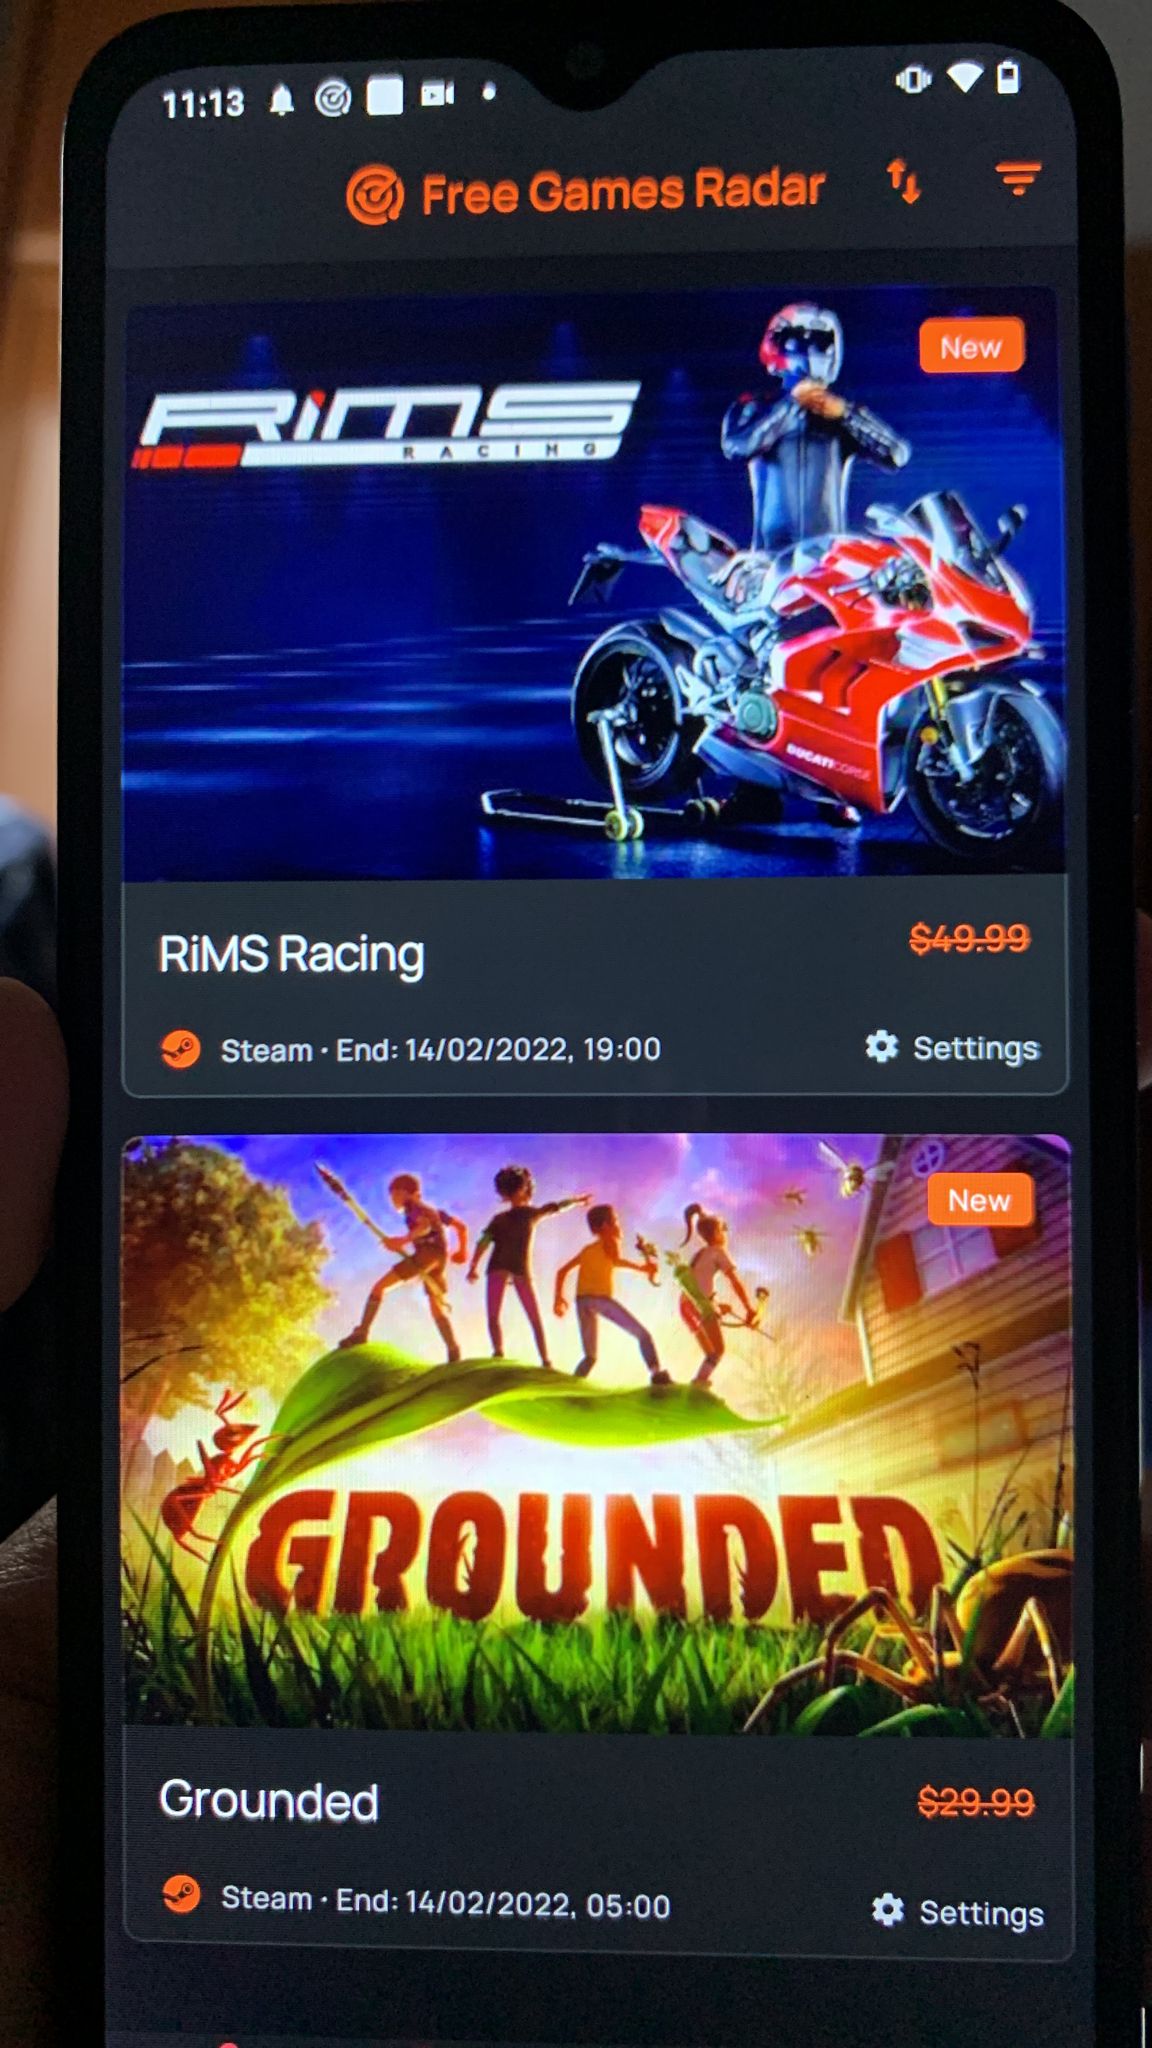 11:13
Free Games Radar
New
RiMS
RACING
DUCATICORSE
RiMS Racing
$49.99
Steam · End: 14/02/2022, 19:00
Settings
New
GROUNDED
Grounded
$29.99
Steam · End: 14/02/2022, 05:00
Settings